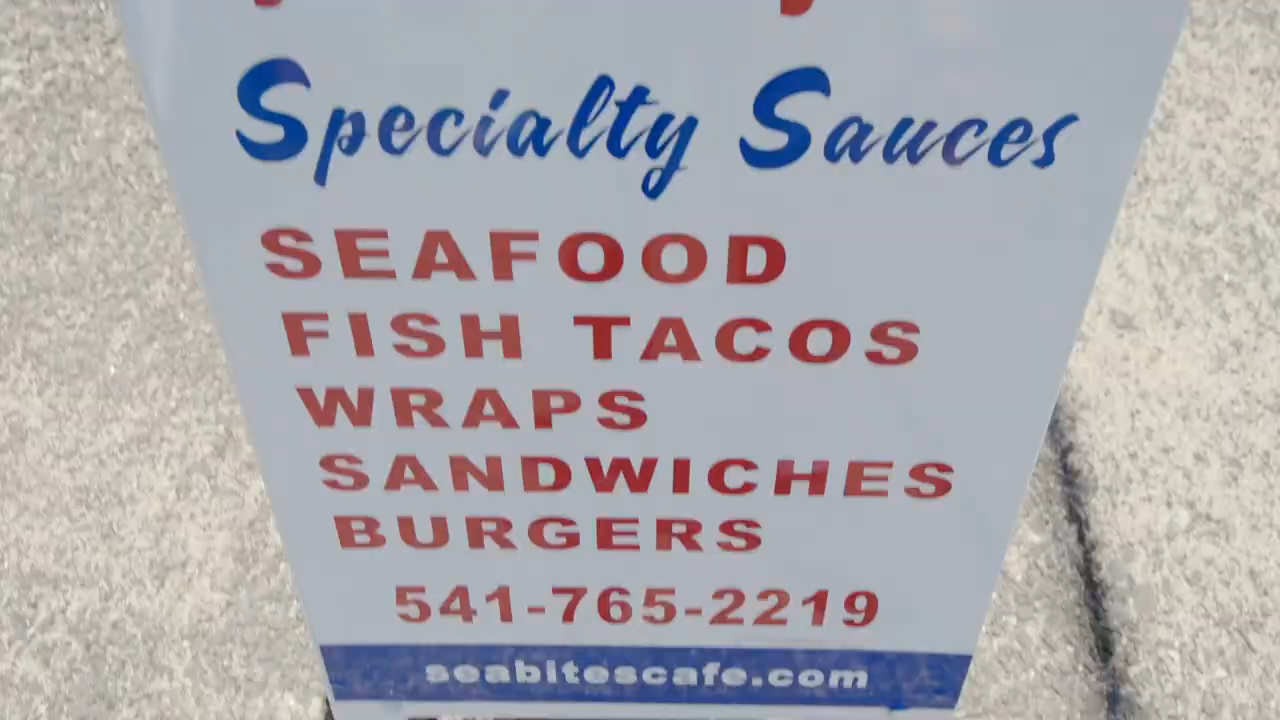 Specialty Sauces
SEAFOOD
FISH TACOS
WRAPS
SANDWICHES
BURGERS
541-765-2219
seabitescafe.com